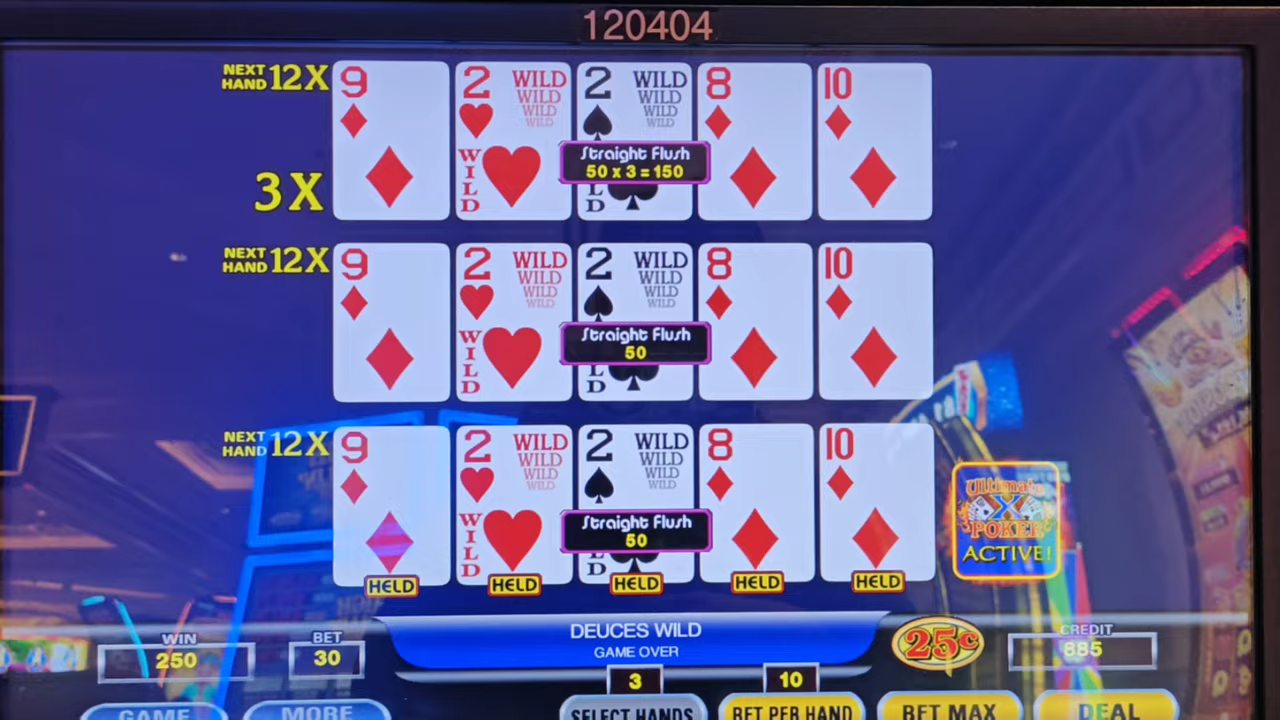 120404
NEXT HAND 12X
9 2 WILD WILD WILD WILD 2 WILD WILD WILD WILD 8 10
WILD
Straight Flush
50 x 3 = 150
LD
3X
NEXT HAND 12X
9 2 WILD WILD WILD WILD 2 WILD WILD WILD WILD 8 10
WILD
Straight Flush
50
LD
NEXT HAND 12X
9 2 WILD WILD WILD WILD 2 WILD WILD WILD WILD 8 10
WILD
Straight Flush
50
D
Ultimate
X
POKER
ACTIVE!
HELD HELD HELD HELD HELD
WIN
250
BET
30
DEUCES WILD
GAME OVER
25¢
CREDIT
885
3
10
GAME
MORE
SELECT HANDS
BET PER HAND
BET MAX
DEAL